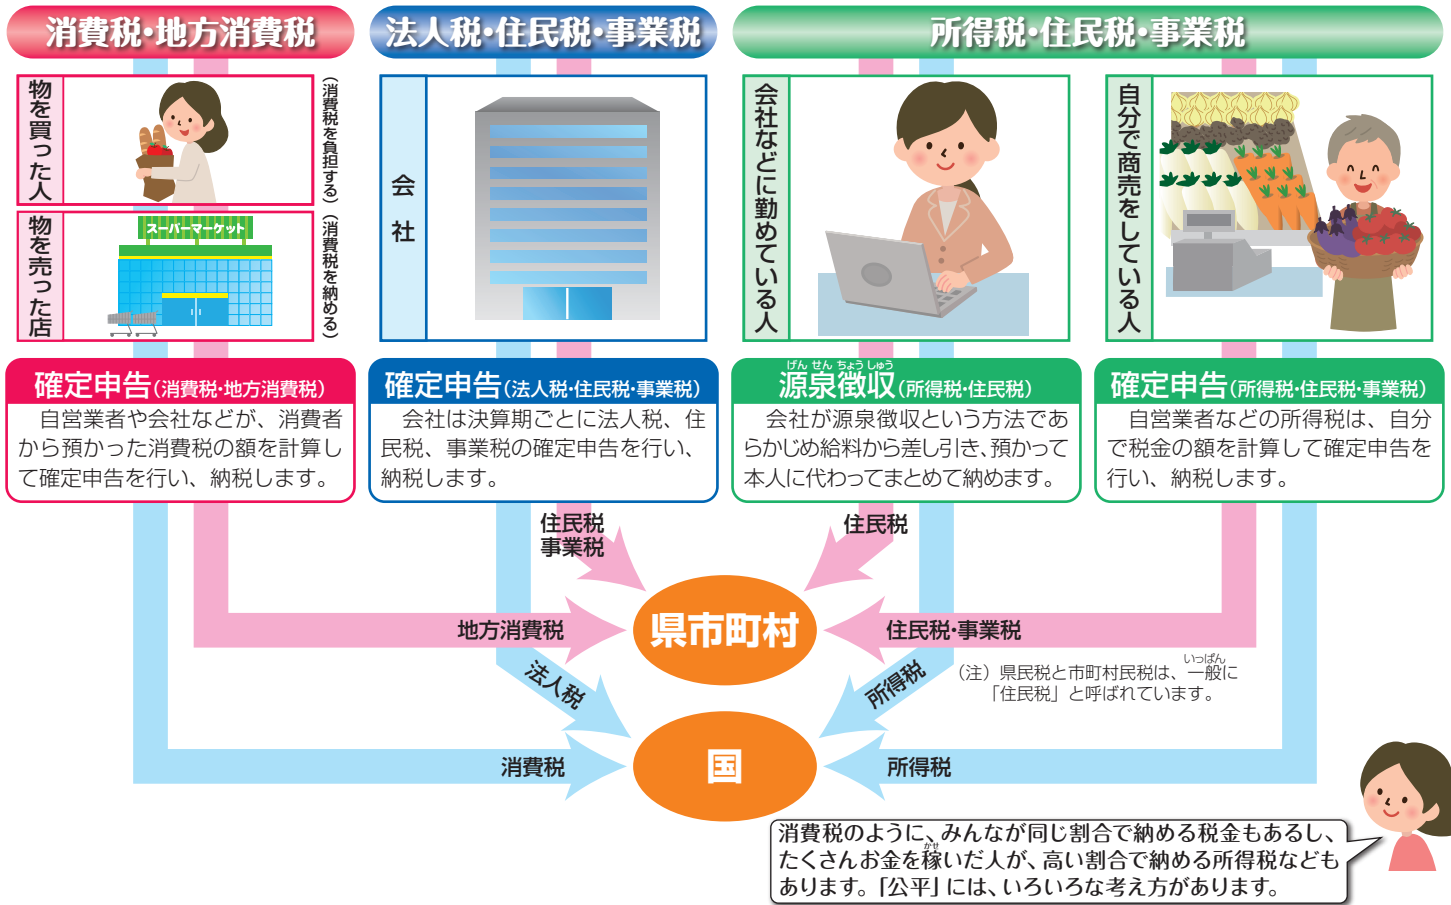 消費税・地方消費税
法人税・住民税・事業税
所得税・住民税・事業税
物を買った人
(消費税を負担する)
物を売った店
スーパーマーケット
(消費税を納める)
会社
会社などに勤めている人
自分で商売をしている人
確定申告(消費税・地方消費税)
自営業者や会社などが、消費者
から預かった消費税の額を計算し
て確定申告を行い、納税します。
確定申告(法人税・住民税・事業税)
会社は決算期ごとに法人税、住
民税、事業税の確定申告を行い、
納税します。
げんせんちょうしゅう
源泉徴収(所得税・住民税)
会社が源泉徴収という方法であ
らかじめ給料から差し引き、預かって
本人に代わってまとめて納めます。
確定申告(所得税・住民税・事業税)
自営業者などの所得税は、自分
で税金の額を計算して確定申告を
行い、納税します。
住民税
事業税
住民税
県市町村
地方消費税
住民税・事業税
法人税
所得税
いっぱん
(注)県民税と市町村民税は、一般に
「住民税」と呼ばれています。
国
消費税
所得税
消費税のように、みんなが同じ割合で納める税金もあるし、
かせ
たくさんお金を稼いだ人が、高い割合で納める所得税なども
あります。「公平」には、いろいろな考え方があります。